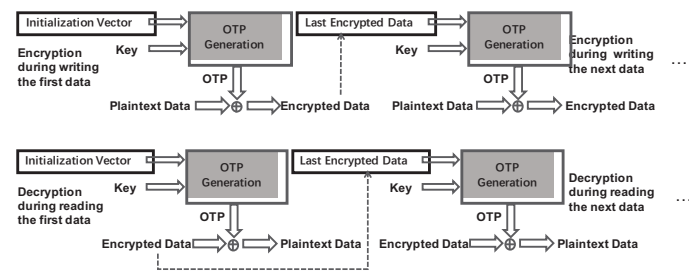 Initialization Vector
OTP
Generation
Last Encrypted Data
OTP
Generation
Encryption
during writing
the first data
Key
Key
Encryption
during writing
the next data
...
OTP
OTP
Plaintext Data
Encrypted Data
Plaintext Data
Encrypted Data
Initialization Vector
OTP
Generation
Last Encrypted Data
OTP
Generation
Decryption
during reading
the first data
Key
Key
Decryption
during reading
the next data
...
OTP
OTP
Encrypted Data
Plaintext Data
Encrypted Data
Plaintext Data